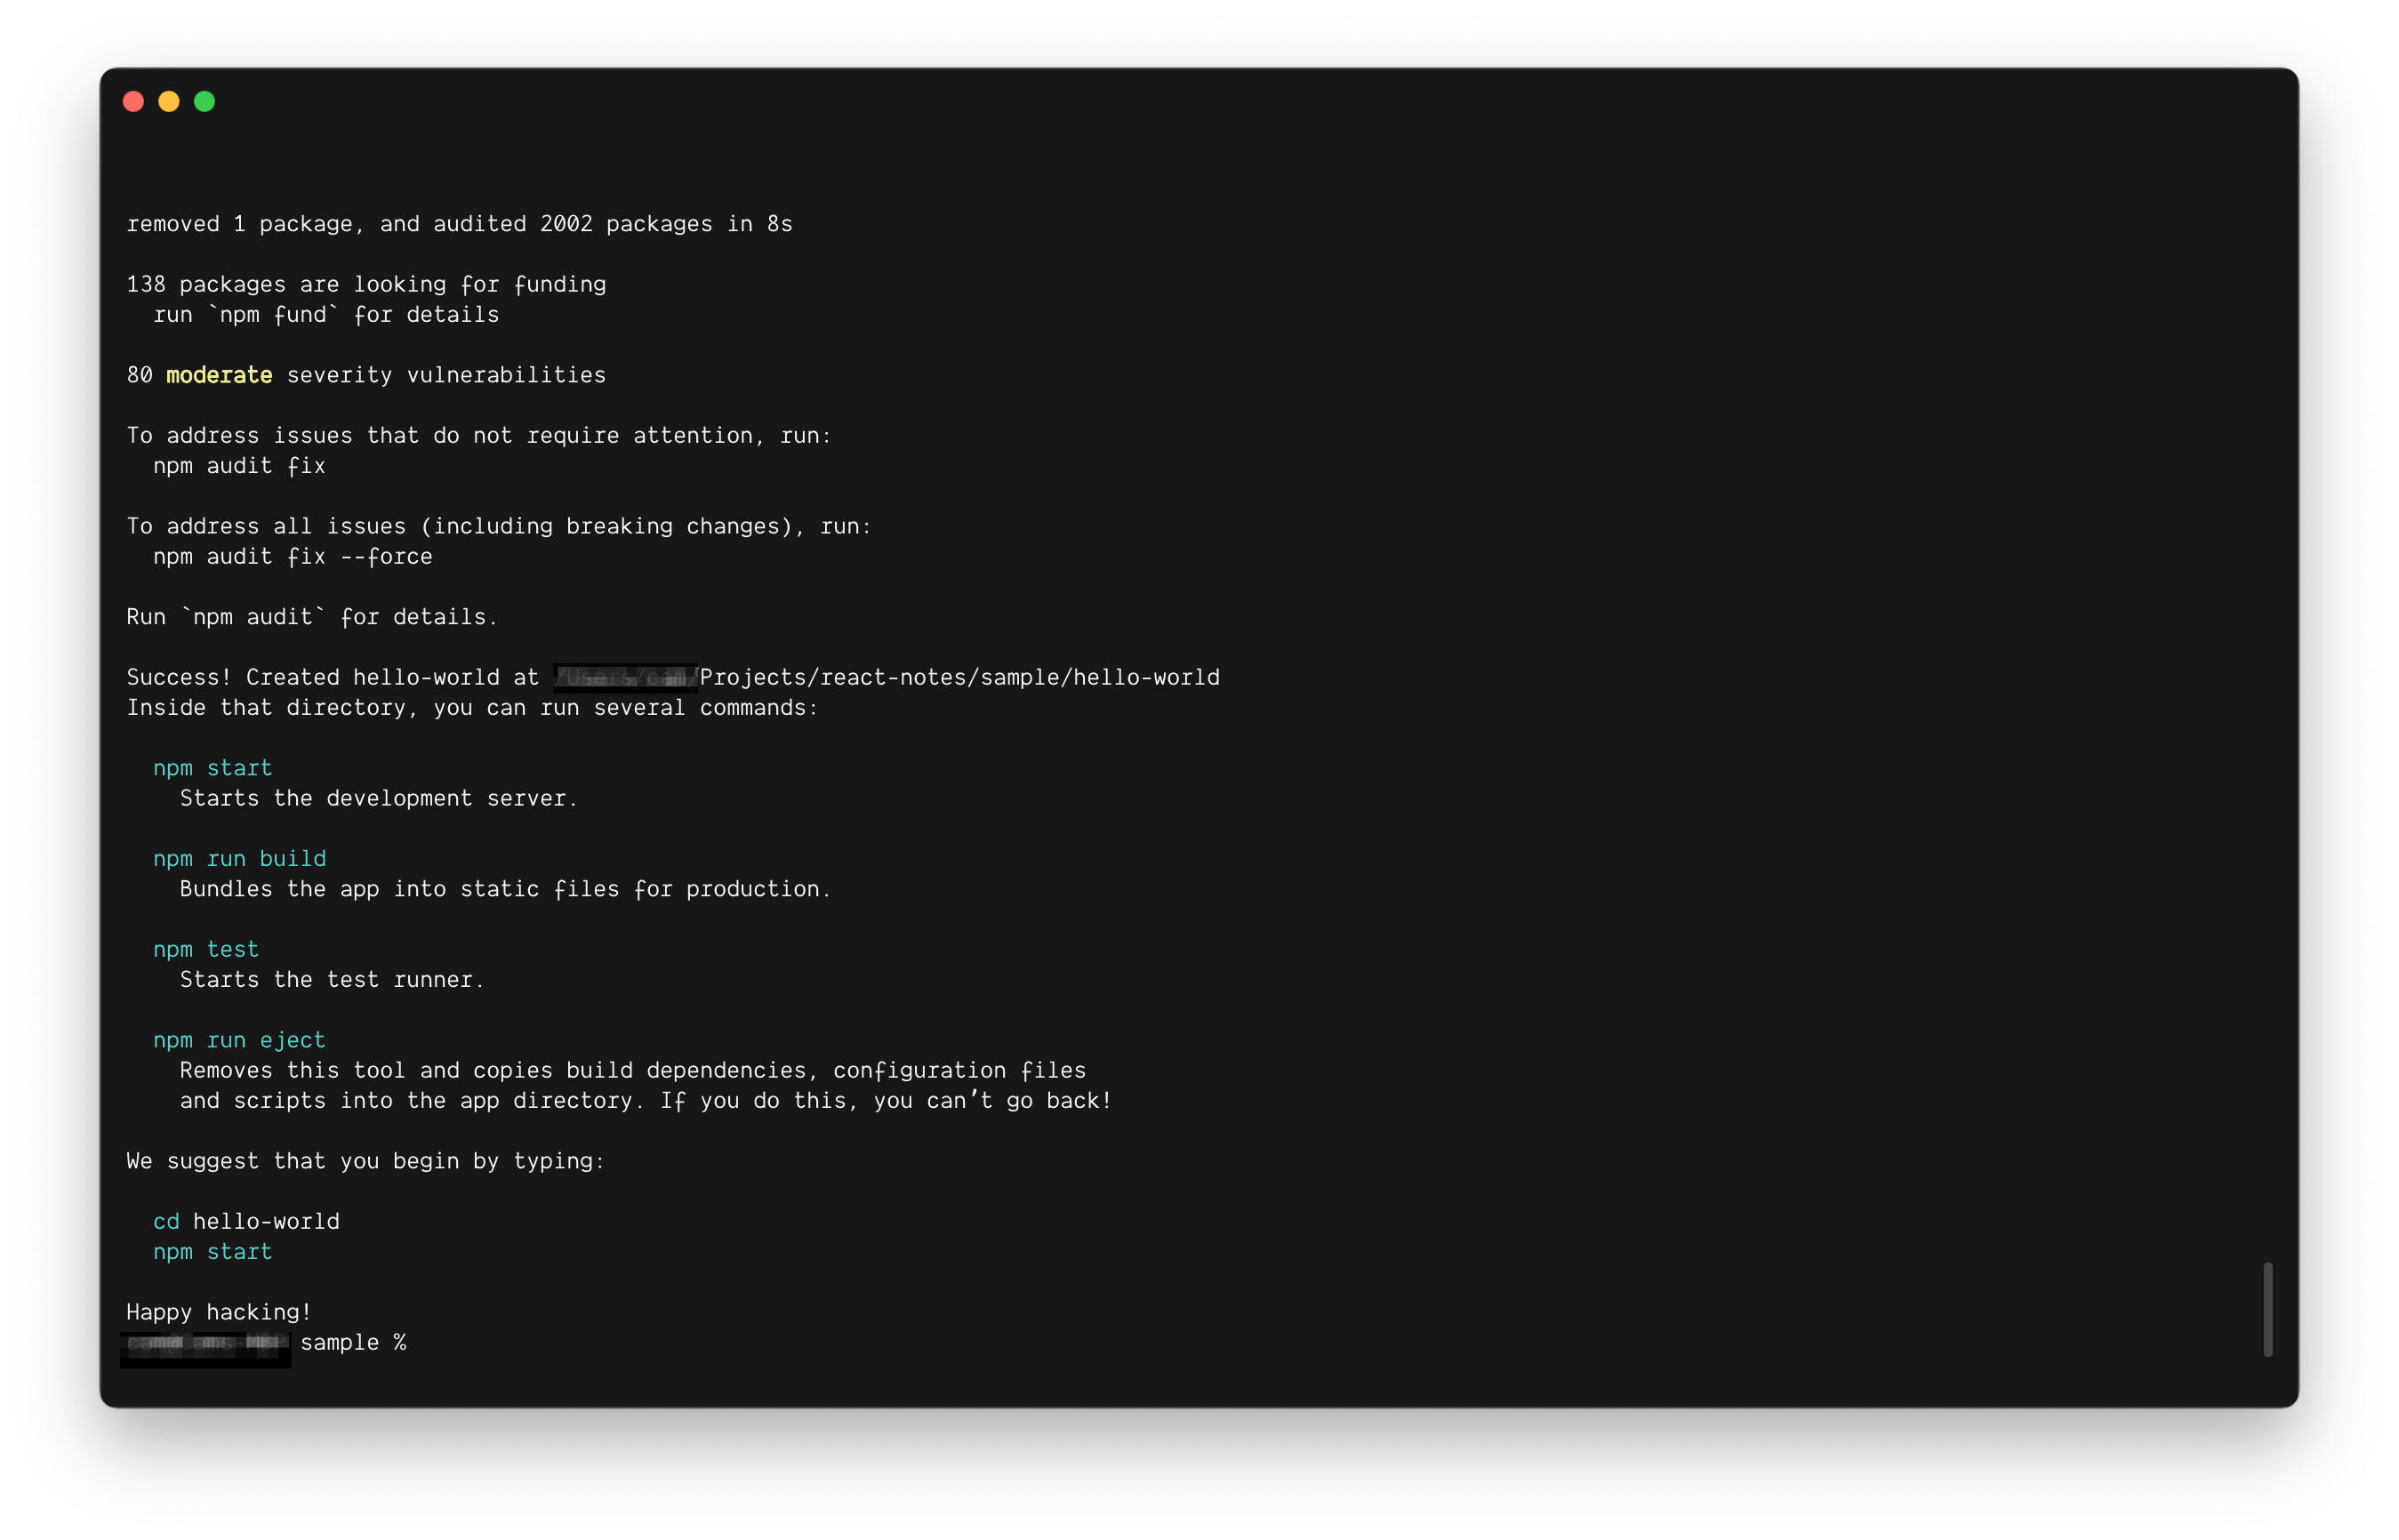 removed 1 package, and audited 2002 packages in 8s
138 packages are looking for funding
run `npm fund` for details
80 moderate severity vulnerabilities
To address issues that do not require attention, run:
npm audit fix
To address all issues (including breaking changes), run:
npm audit fix --force
Run `npm audit` for details.
Success! Created hello-world at Projects/react-notes/sample/hello-world
Inside that directory, you can run several commands:
npm start
Starts the development server.
npm run build
Bundles the app into static files for production.
npm test
Starts the test runner.
npm run eject
Removes this tool and copies build dependencies, configuration files
and scripts into the app directory. If you do this, you can’t go back!
We suggest that you begin by typing:
cd hello-world
npm start
Happy hacking!
sample %